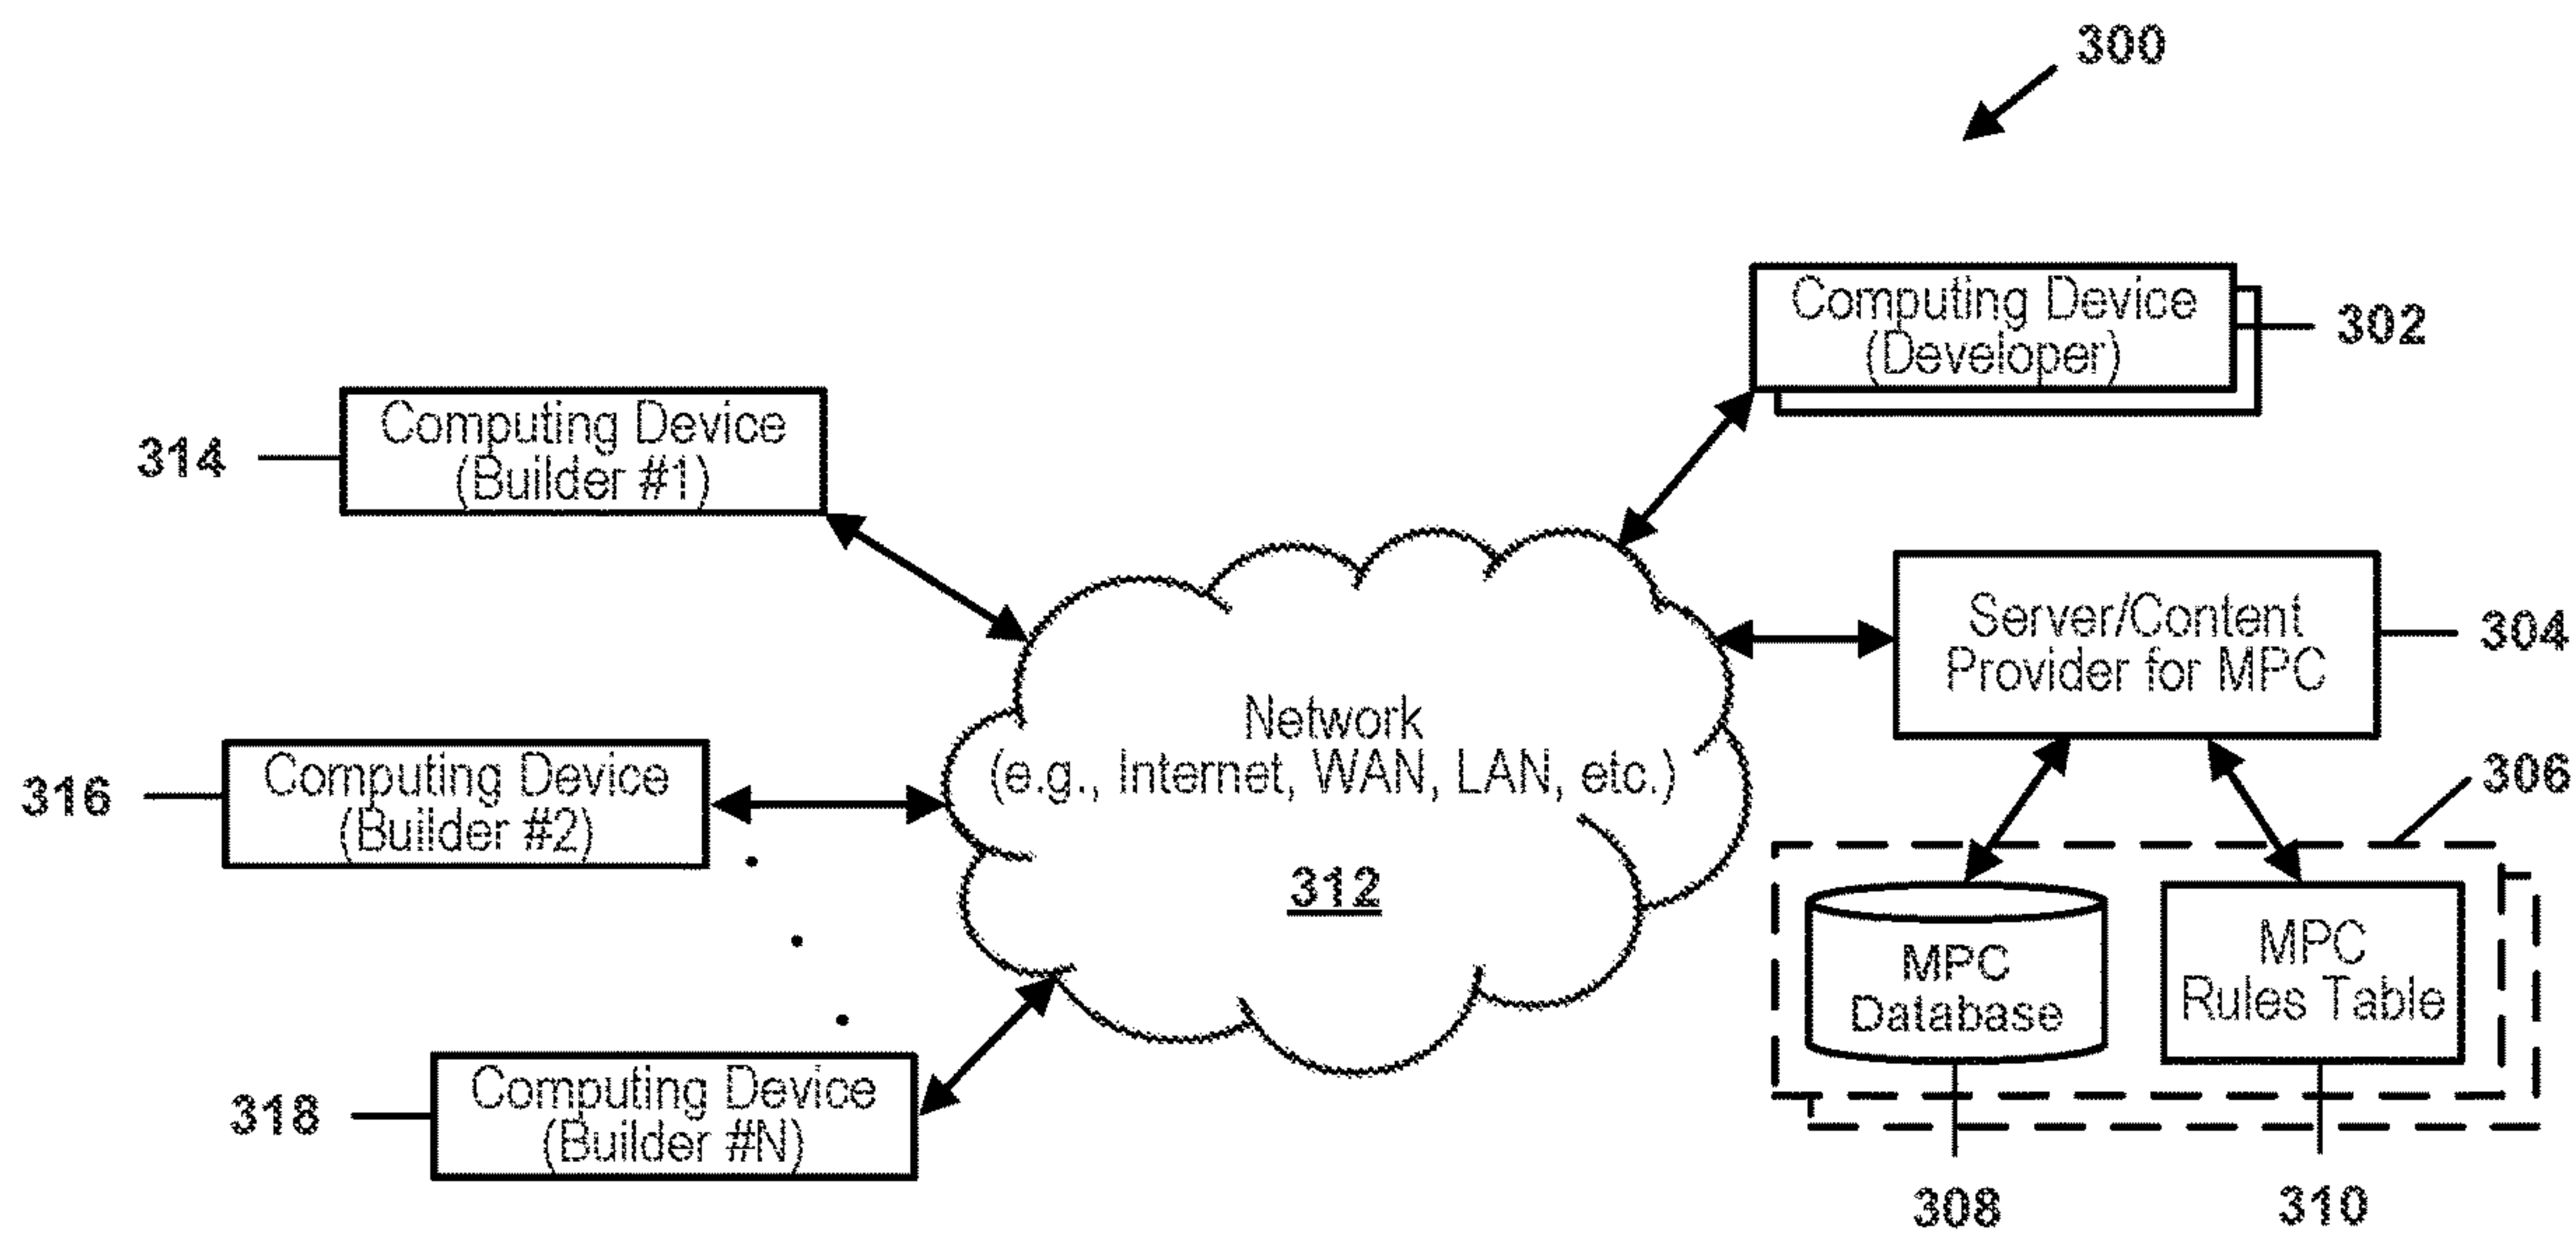 300
Computing Device
(Developer)
302
Computing Device
(Builder #1)
314
Server/Content
Provider for MPC
304
Network
(e.g., Internet, WAN, LAN, etc.)
312
Computing Device
(Builder #2)
316
306
MPC
Database
MPC
Rules Table
Computing Device
(Builder #N)
318
308
310